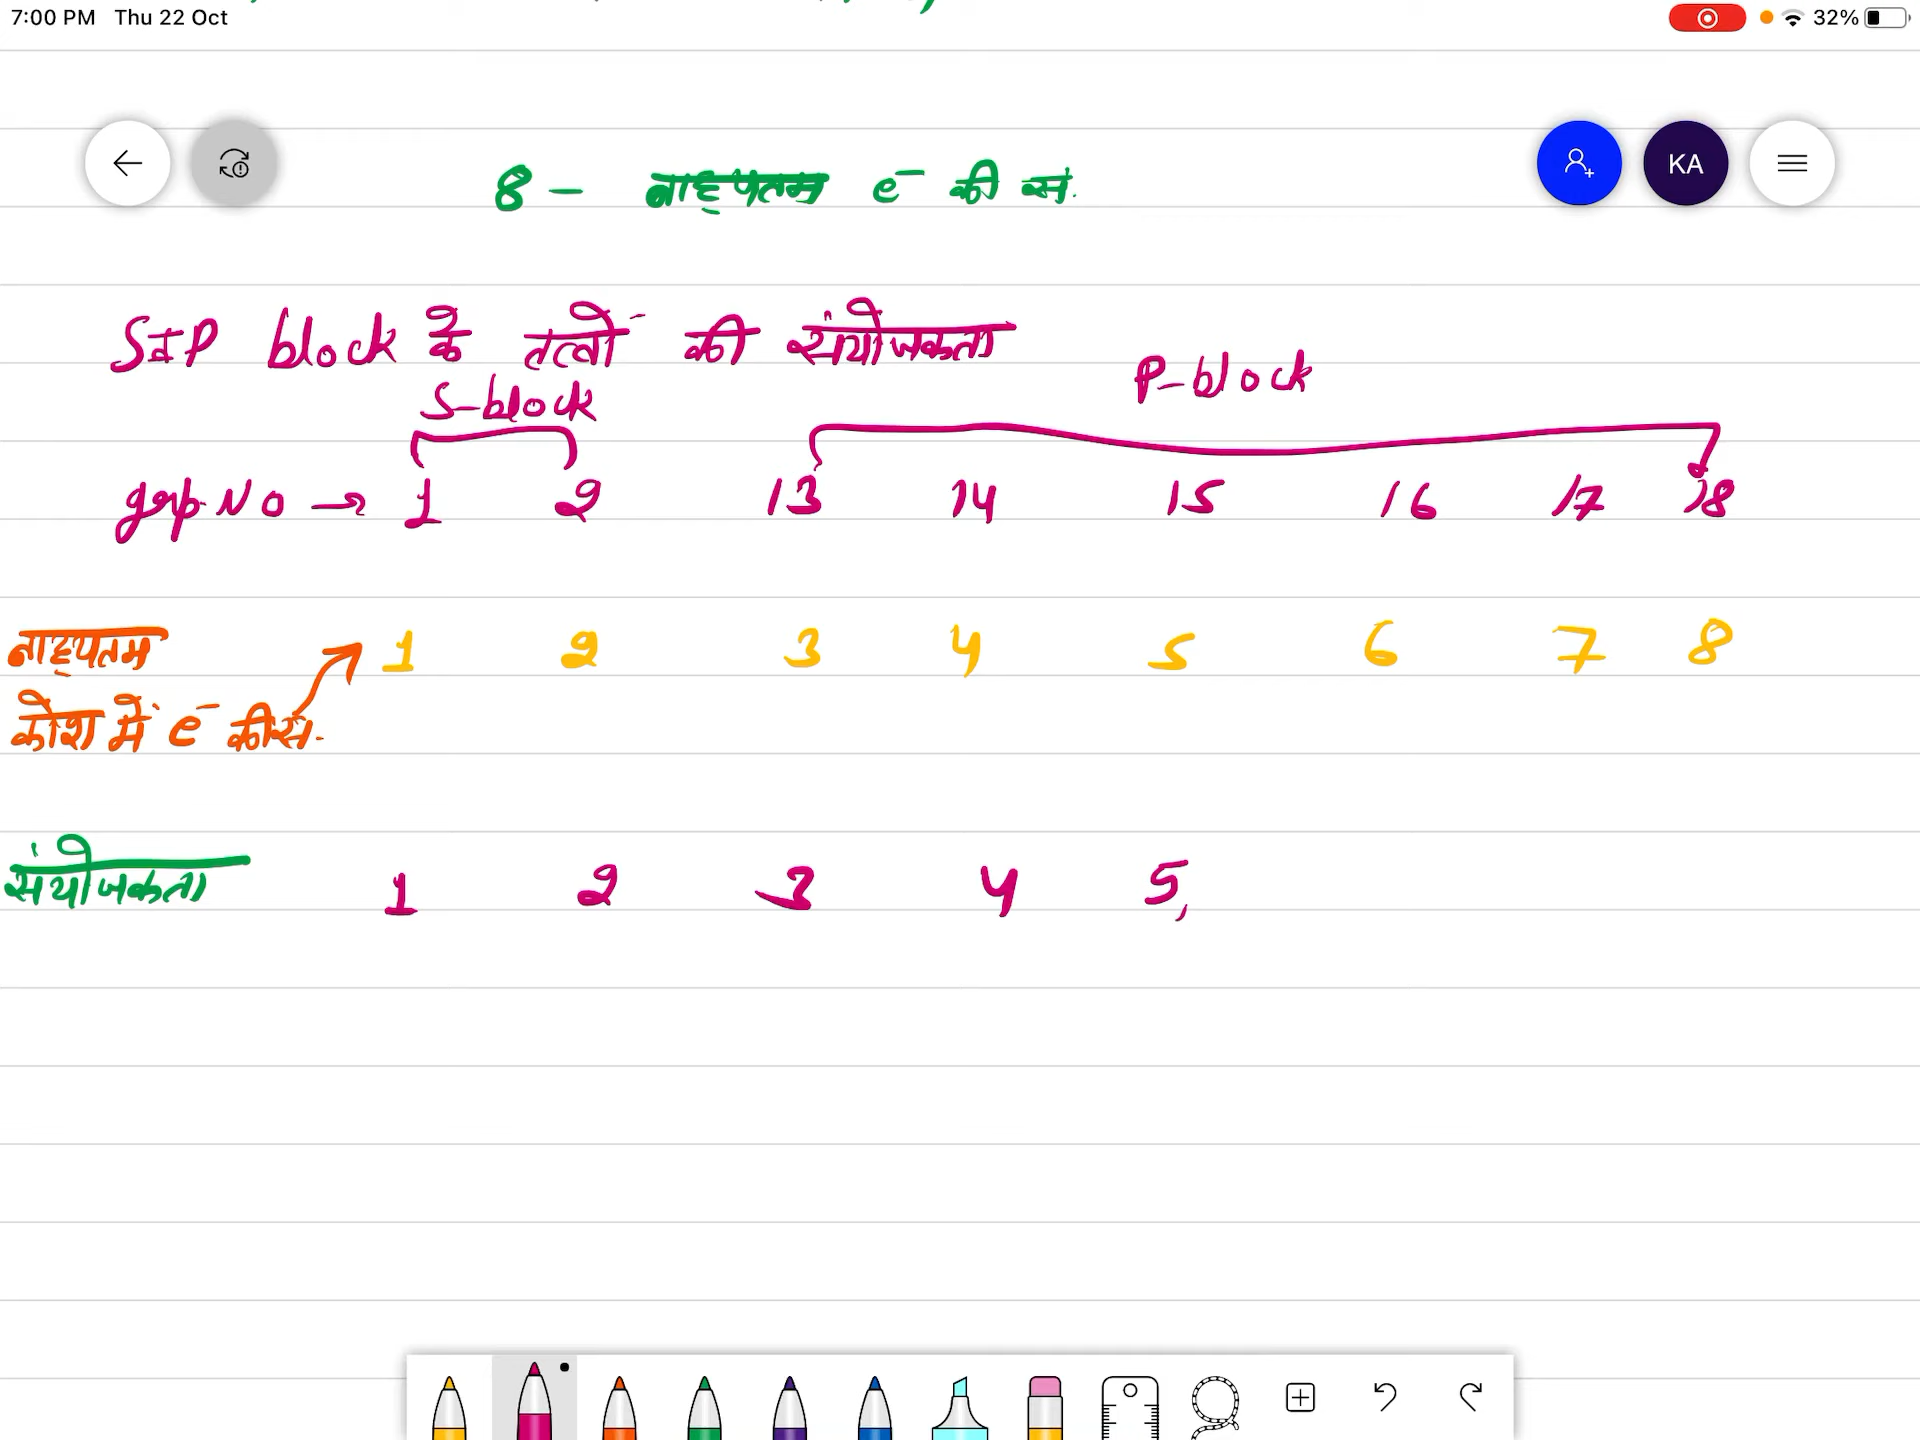 7:00 PM Thu 22 Oct 32%
8 - बाह्यतम e⁻ की सं.
KA
S व P block के तत्वों की संयोजकता
S-block P-block
grp. NO → 1 2 13 14 15 16 17 18
बाह्यतम 1 2 3 4 5 6 7 8
कोश में e⁻ की सं.
संयोजकता 1 2 3 4 5,